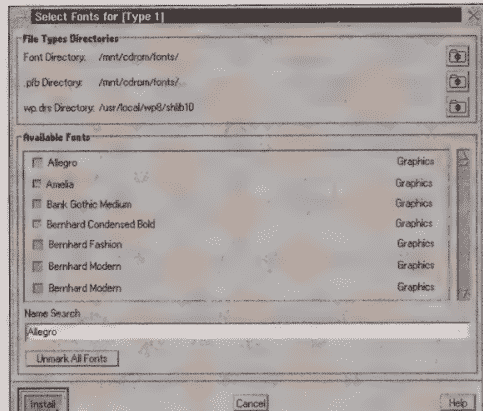 Select Fonts for [Type 1]
File Types Directories
Font Directory: /mnt/cdrom/fonts/
.pfb Directory: /mnt/cdrom/fonts/
wp.drs Directory: /usr/local/wp8/shlib10
Available Fonts
Allegro Graphics
Amelia Graphics
Bank Gothic Medium Graphics
Bernhard Condensed Bold Graphics
Bernhard Fashion Graphics
Bernhard Modern Graphics
Bernhard Modern Graphics
Name Search
Allegro
Unmark All Fonts
Install Cancel Help